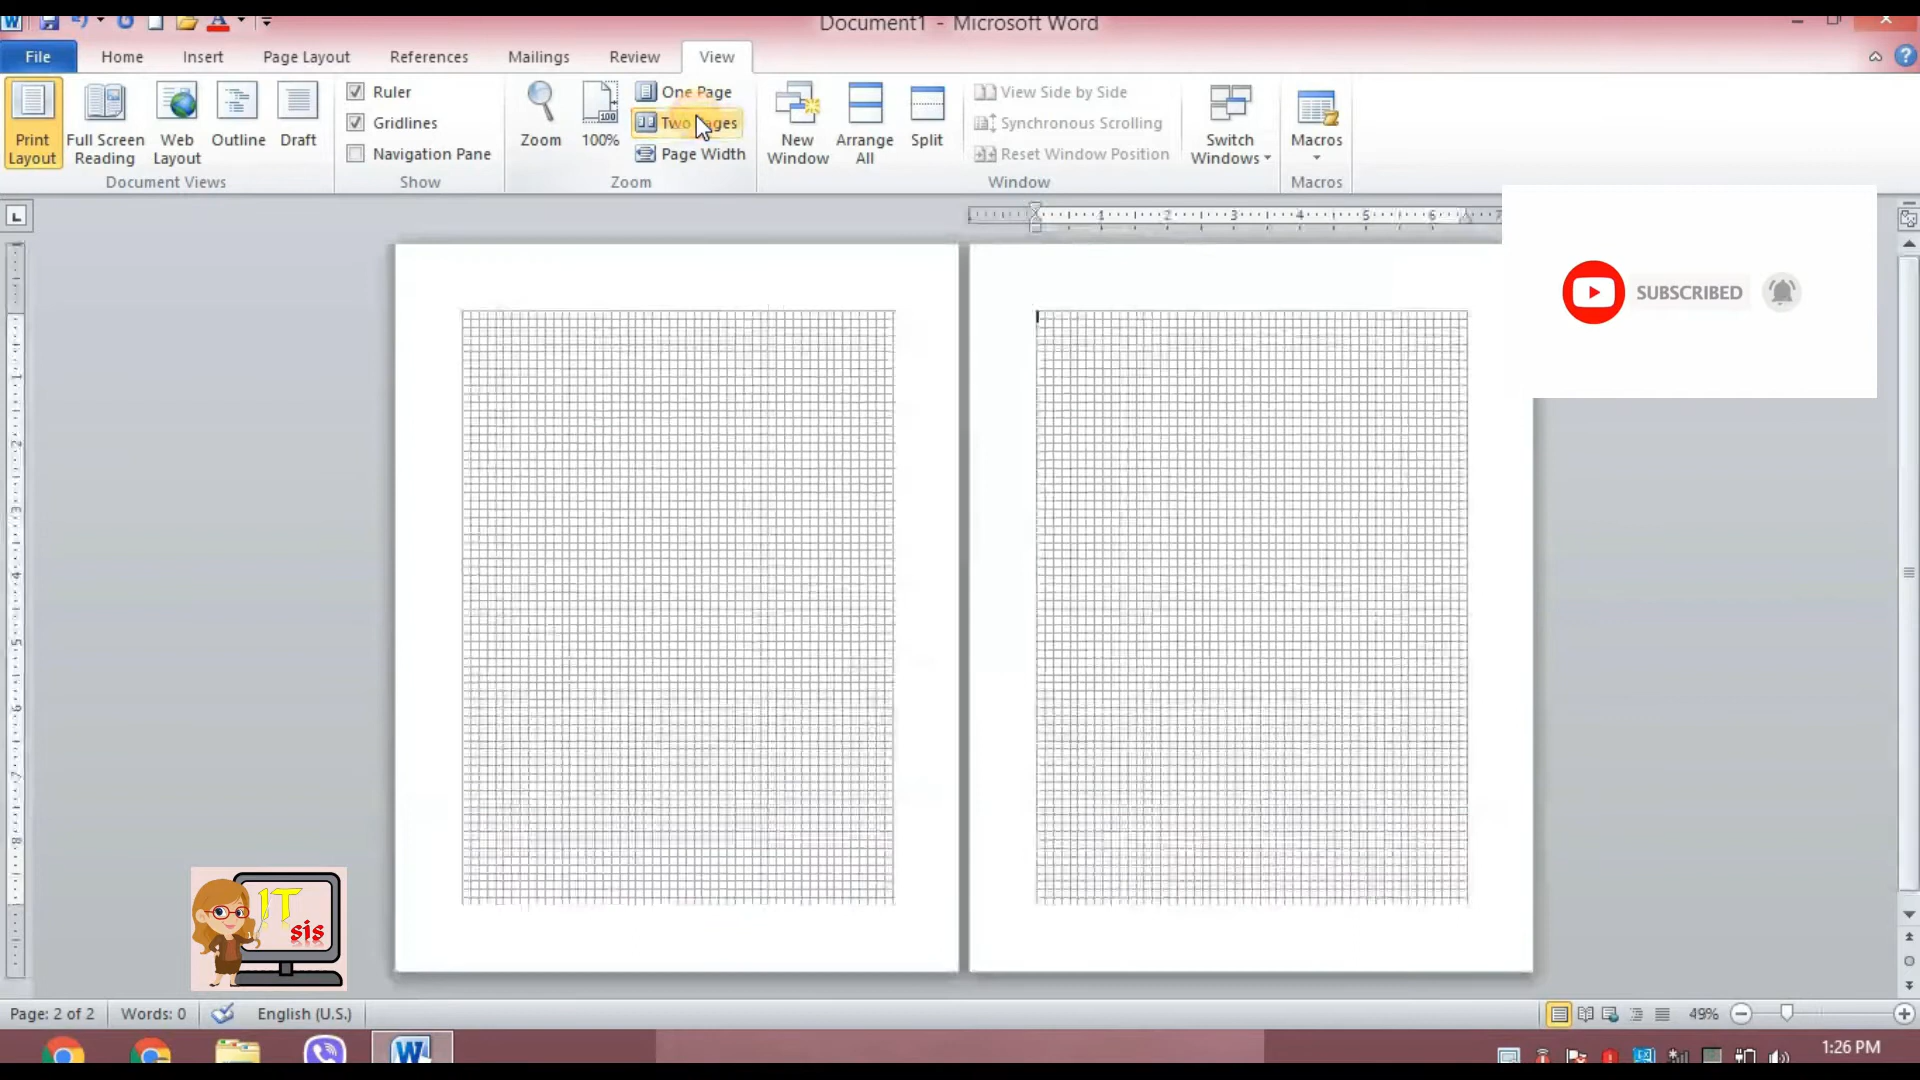 Document1 - Microsoft Word
File Home Insert Page Layout References Mailings Review View
Print Layout
Full Screen Reading
Web Layout
Outline
Draft
Document Views
Ruler
Gridlines
Navigation Pane
Show
Zoom
100%
One Page
Two Pages
Page Width
Zoom
New Window
Arrange All
Split
View Side by Side
Synchronous Scrolling
Reset Window Position
Window
Switch Windows
Macros
Macros
SUBSCRIBED
IT
sis
Page: 2 of 2 Words: 0 English (U.S.) 49%
1:26 PM